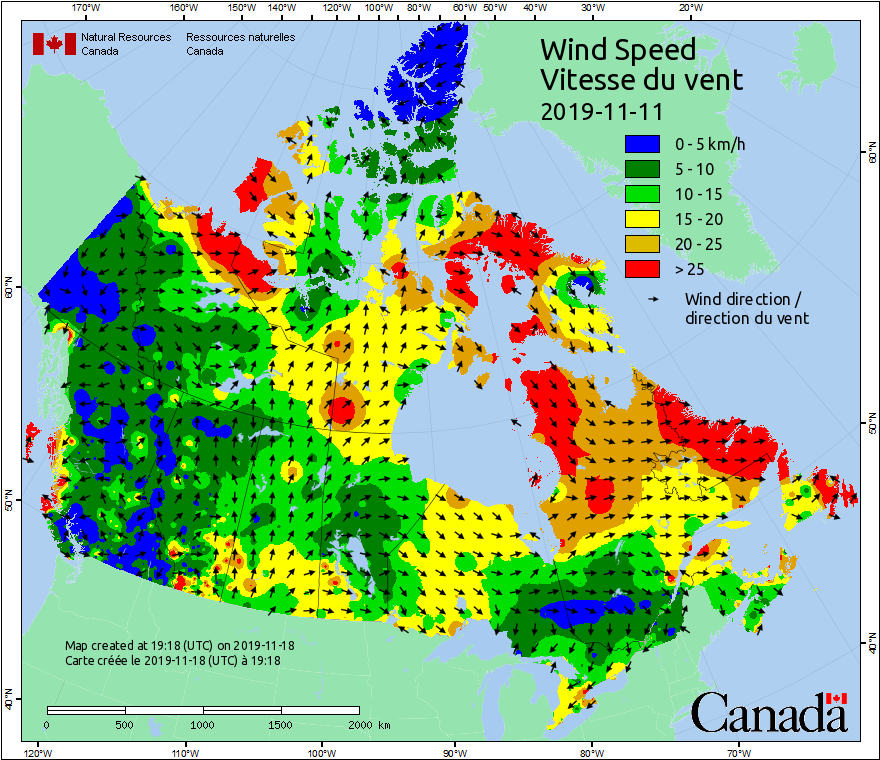 170°W 160°W 150°W 140°W 130°W 120°W 110°W 100°W 90°W 80°W 70°W 60°W 50°W 40°W 30°W 20°W
Natural Resources Canada
Ressources naturelles Canada
Wind Speed
Vitesse du vent
2019-11-11
0 - 5 km/h
5 - 10
10 - 15
15 - 20
20 - 25
> 25
Wind direction /
direction du vent
60°N
60°N
50°N
50°N
40°N
40°N
Map created at 19:18 (UTC) on 2019-11-18
Carte créée le 2019-11-18 (UTC) à 19:18
0 500 1000 1500 2000 km
Canada
120°W 110°W 100°W 90°W 80°W 70°W